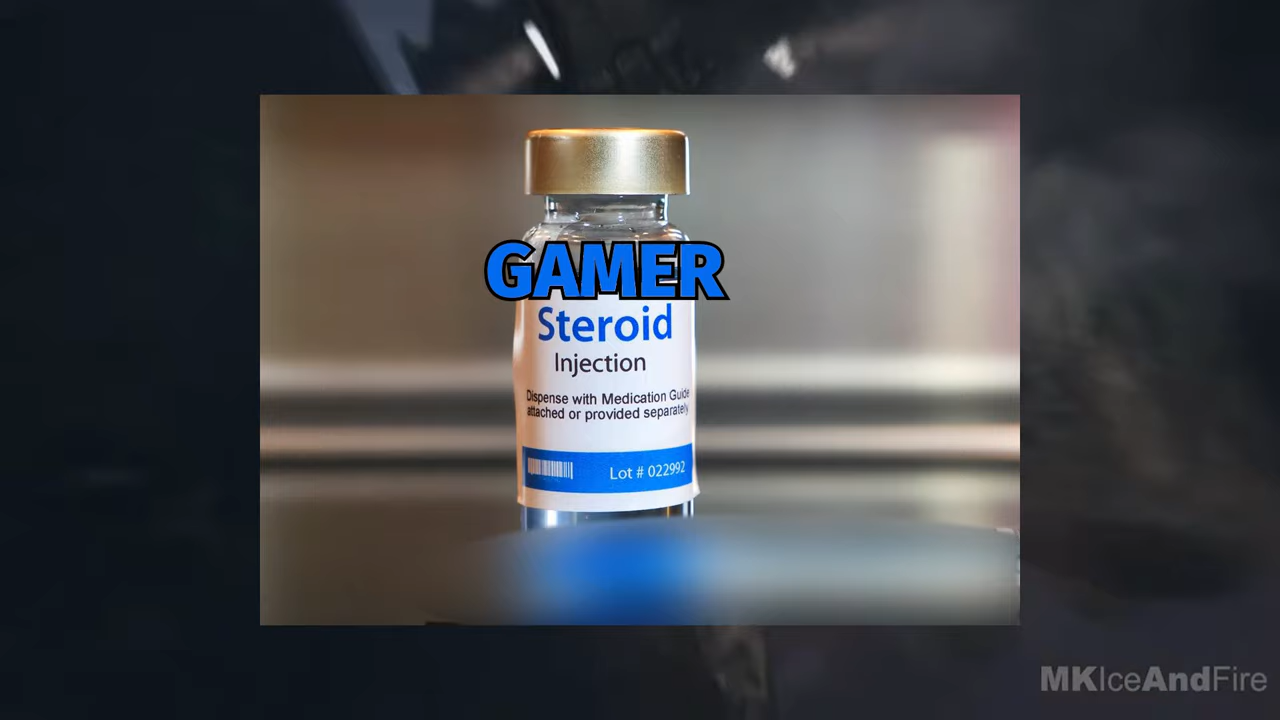 GAMER
Steroid
Injection
Dispense with Medication Guide
attached or provided separately
Lot # 022992
MKIceAndFire